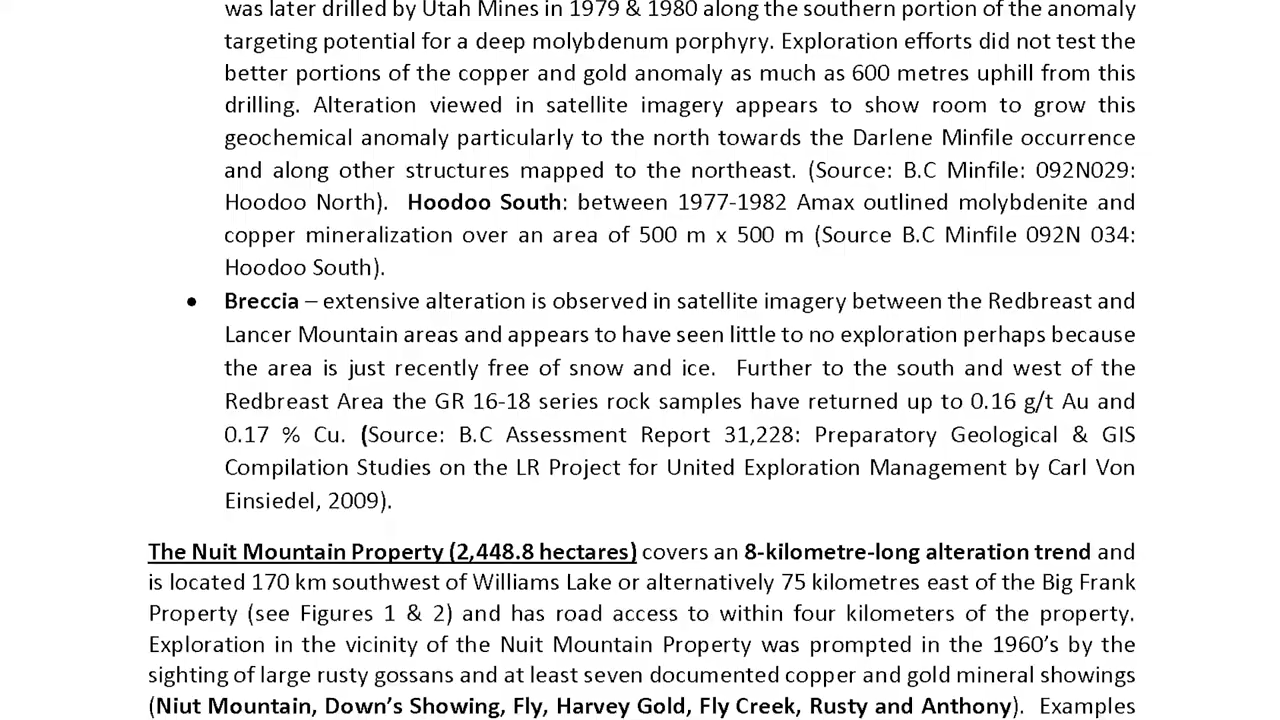 was later drilled by Utah Mines in 1979 & 1980 along the southern portion of the anomaly
targeting potential for a deep molybdenum porphyry. Exploration efforts did not test the
better portions of the copper and gold anomaly as much as 600 metres uphill from this
drilling. Alteration viewed in satellite imagery appears to show room to grow this
geochemical anomaly particularly to the north towards the Darlene Minfile occurrence
and along other structures mapped to the northeast. (Source: B.C Minfile: 092N029:
Hoodoo North). Hoodoo South: between 1977-1982 Amax outlined molybdenite and
copper mineralization over an area of 500 m x 500 m (Source B.C Minfile 092N 034:
Hoodoo South).
• Breccia – extensive alteration is observed in satellite imagery between the Redbreast and
Lancer Mountain areas and appears to have seen little to no exploration perhaps because
the area is just recently free of snow and ice. Further to the south and west of the
Redbreast Area the GR 16-18 series rock samples have returned up to 0.16 g/t Au and
0.17 % Cu. (Source: B.C Assessment Report 31,228: Preparatory Geological & GIS
Compilation Studies on the LR Project for United Exploration Management by Carl Von
Einsiedel, 2009).
The Nuit Mountain Property (2,448.8 hectares) covers an 8-kilometre-long alteration trend and
is located 170 km southwest of Williams Lake or alternatively 75 kilometres east of the Big Frank
Property (see Figures 1 & 2) and has road access to within four kilometers of the property.
Exploration in the vicinity of the Nuit Mountain Property was prompted in the 1960’s by the
sighting of large rusty gossans and at least seven documented copper and gold mineral showings
(Niut Mountain, Down’s Showing, Fly, Harvey Gold, Fly Creek, Rusty and Anthony). Examples